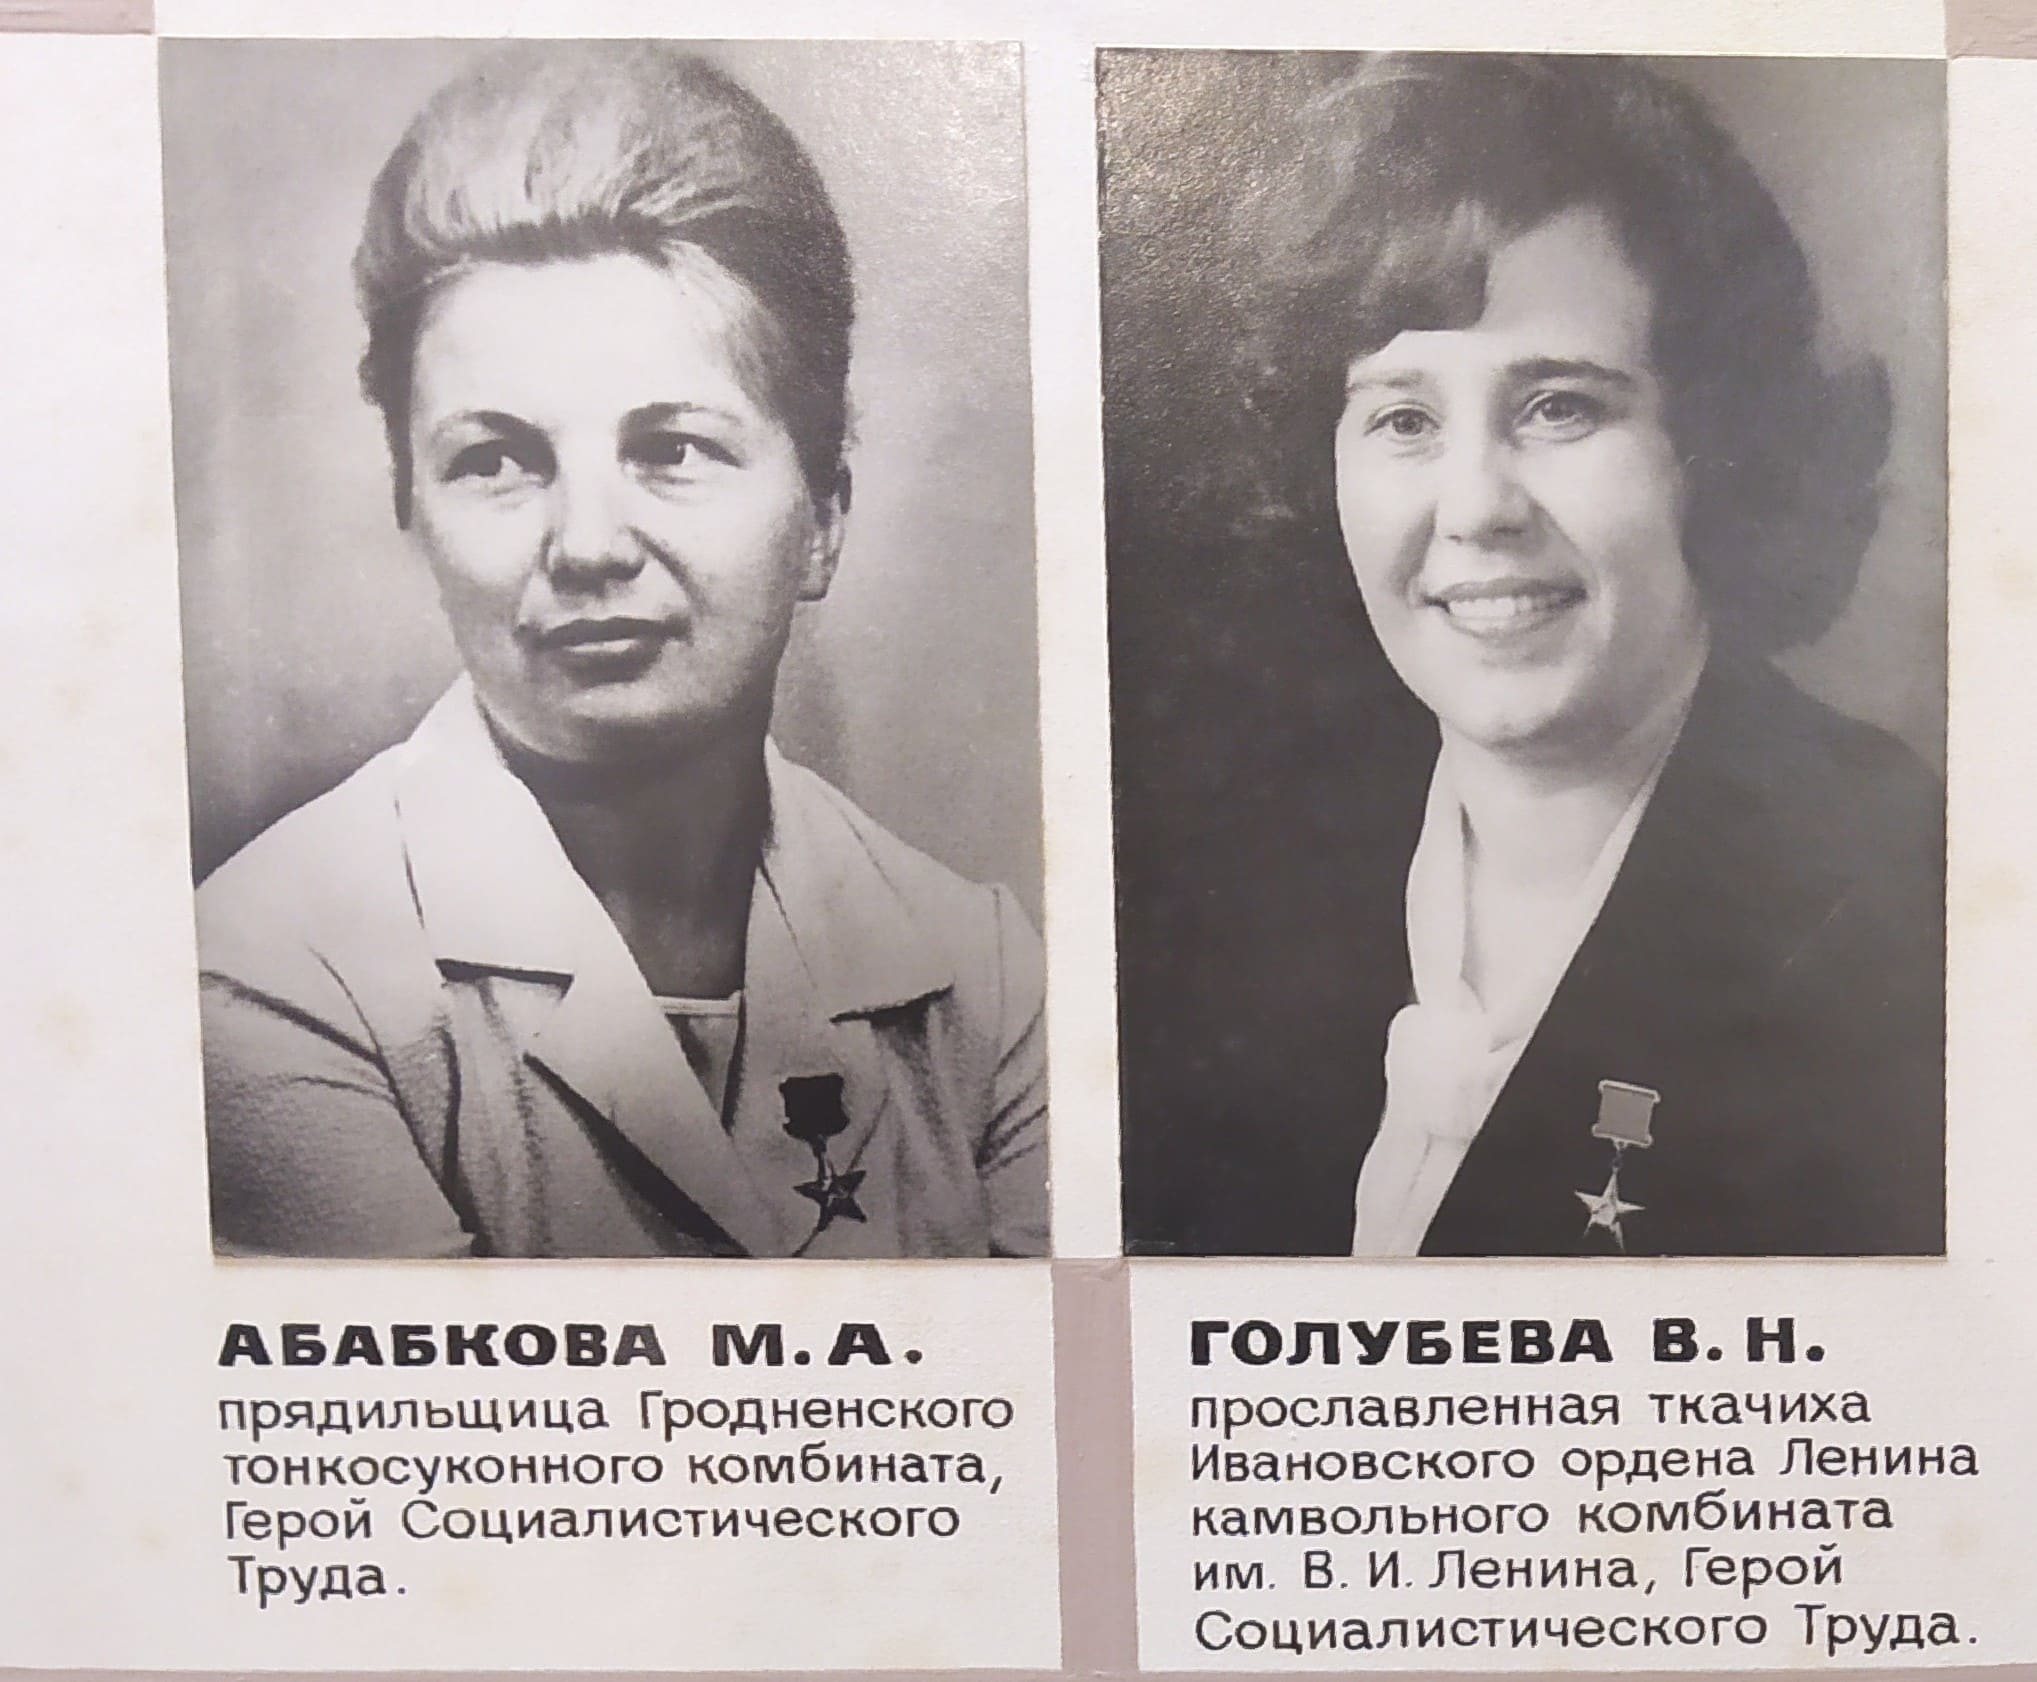 АБАБКОВА М.А.
прядильщица Гродненского
тонкосуконного комбината,
Герой Социалистического
Труда.
ГОЛУБЕВА В.Н.
прославленная ткачиха
Ивановского ордена Ленина
камвольного комбината
им. В.И.Ленина, Герой
Социалистического Труда.